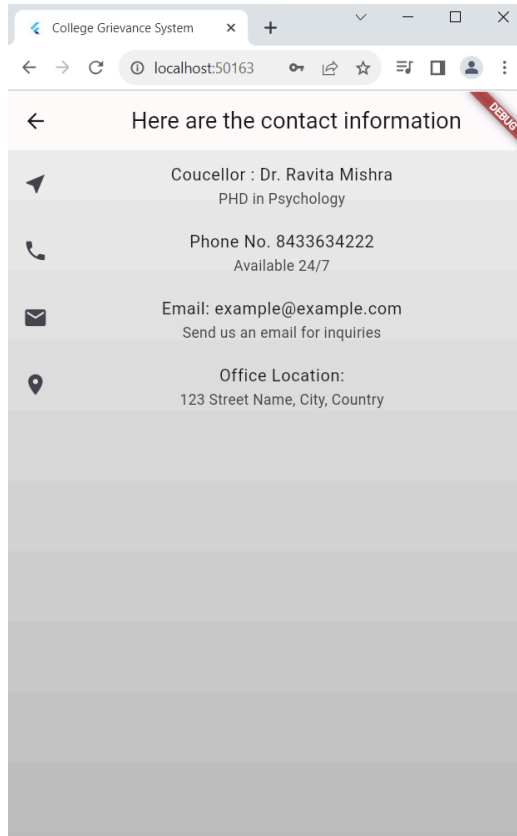 College Grievance System
localhost:50163
Here are the contact information
DEBUG
Coucellor : Dr. Ravita Mishra
PHD in Psychology
Phone No. 8433634222
Available 24/7
Email: example@example.com
Send us an email for inquiries
Office Location:
123 Street Name, City, Country